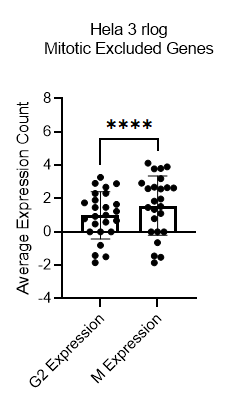 Hela 3 rlog
Mitotic Excluded Genes
****
Average Expression Count
8
6
4
2
0
-2
-4
G2 Expression
M Expression